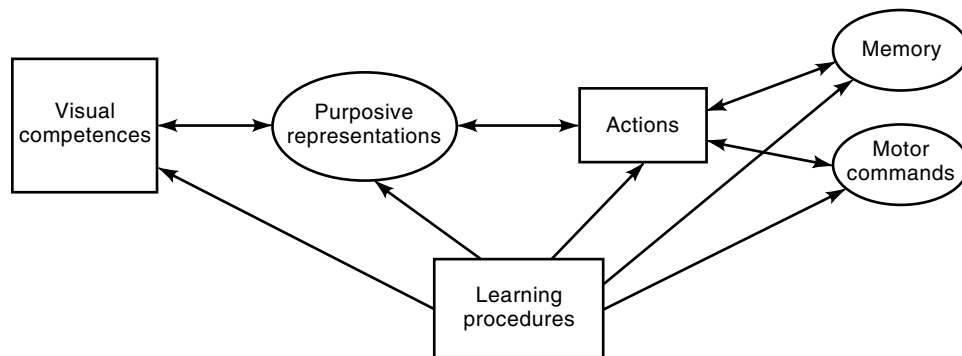 Visual
competences
Purposive
representations
Actions
Memory
Motor
commands
Learning
procedures